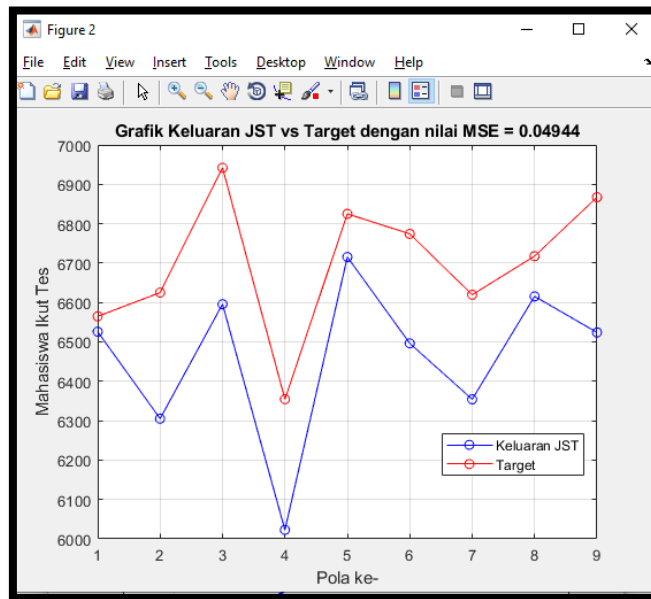 Figure 2
File Edit View Insert Tools Desktop Window Help
Grafik Keluaran JST vs Target dengan nilai MSE = 0.04944
7000
6900
6800
6700
6600
6500
6400
6300
6200
6100
6000
Mahasiswa Ikut Tes
Keluaran JST
Target
1 2 3 4 5 6 7 8 9
Pola ke-